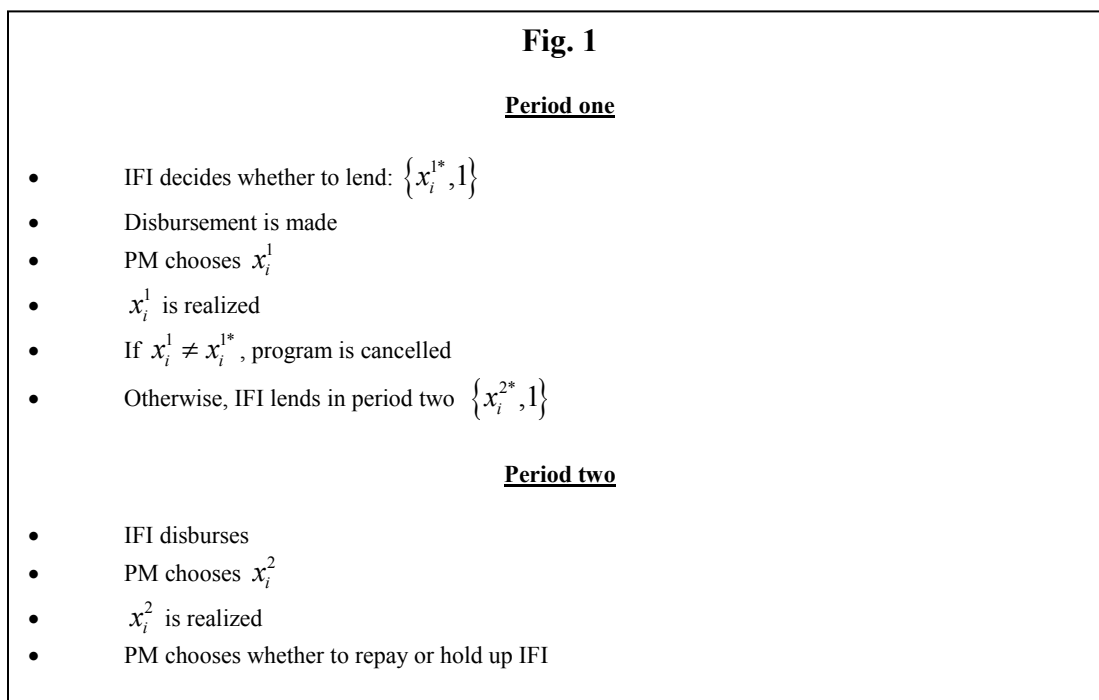 Fig. 1
Period one
• IFI decides whether to lend: {x_i^{1*}, 1}
• Disbursement is made
• PM chooses x_i^1
• x_i^1 is realized
• If x_i^1 ≠ x_i^{1*}, program is cancelled
• Otherwise, IFI lends in period two {x_i^{2*}, 1}
Period two
• IFI disburses
• PM chooses x_i^2
• x_i^2 is realized
• PM chooses whether to repay or hold up IFI